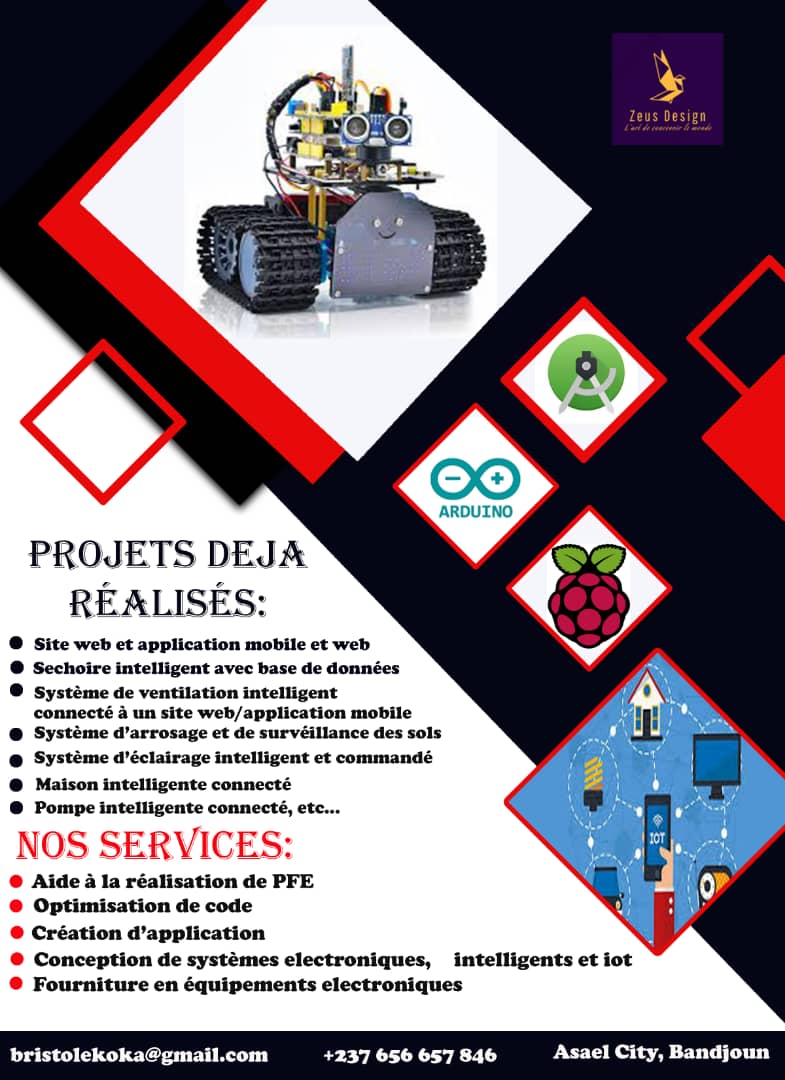 Zeus Design
L'art de concevoir le monde
ARDUINO
PROJETS DEJA
RÉALISÉS:
Site web et application mobile et web
Sechoire intelligent avec base de données
Système de ventilation intelligent
connecté à un site web/application mobile
Système d'arrosage et de survéillance des sols
Système d'éclairage intelligent et commandé
Maison intelligente connecté
Pompe intelligente connecté, etc...
IOT
NOS SERVICES:
Aide à la réalisation de PFE
Optimisation de code
Création d'application
Conception de systèmes electroniques, intelligents et iot
Fourniture en équipements electroniques
bristolekoka@gmail.com +237 656 657 846 Asael City, Bandjoun